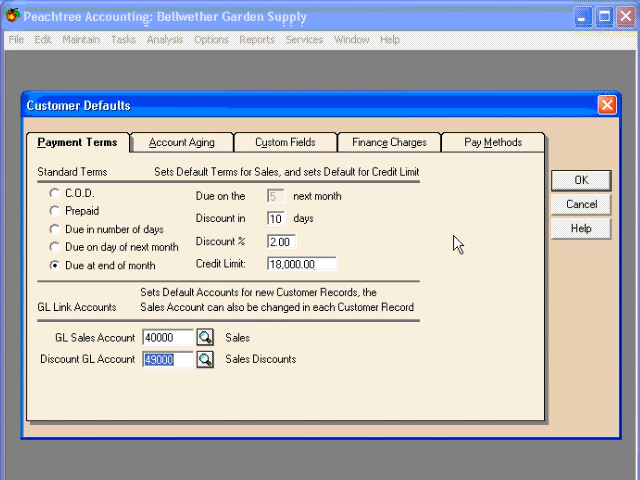 Peachtree Accounting: Bellwether Garden Supply
File Edit Maintain Tasks Analysis Options Reports Services Window Help
Customer Defaults
Payment Terms Account Aging Custom Fields Finance Charges Pay Methods
Standard Terms Sets Default Terms for Sales, and sets Default for Credit Limit
C.O.D. Due on the 5 next month
Prepaid Discount in 10 days
Due in number of days
Due on day of next month Discount % 2.00
Due at end of month Credit Limit: 18,000.00
OK
Cancel
Help
Sets Default Accounts for new Customer Records, the
GL Link Accounts Sales Account can also be changed in each Customer Record
GL Sales Account 40000 Sales
Discount GL Account 49000 Sales Discounts